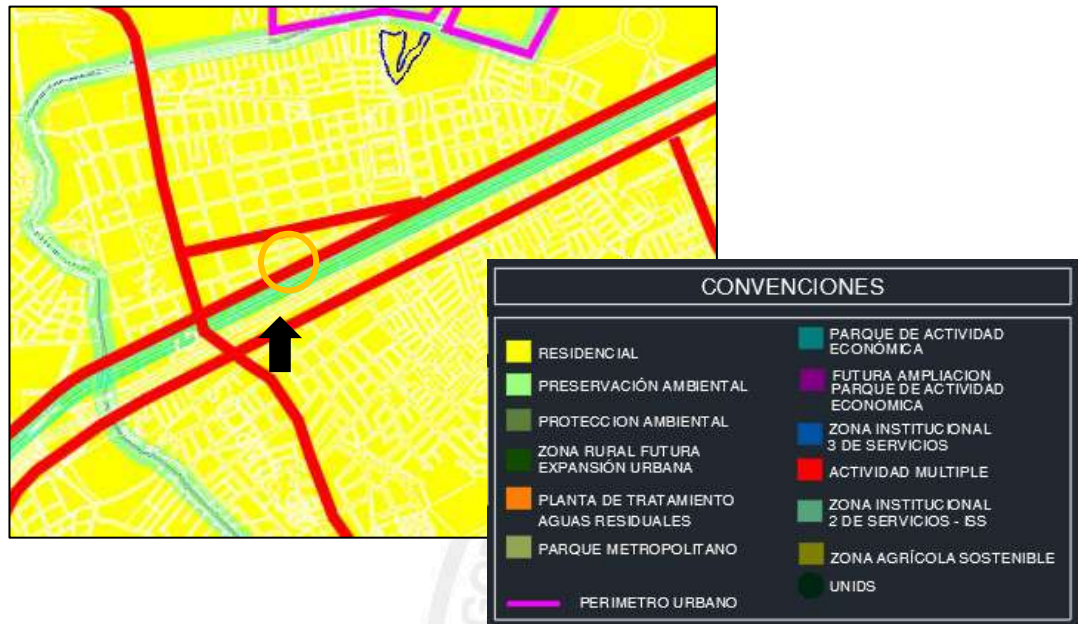 CONVENCIONES
RESIDENCIAL
PRESERVACIÓN AMBIENTAL
PROTECCION AMBIENTAL
ZONA RURAL FUTURA
EXPANSIÓN URBANA
PLANTA DE TRATAMIENTO
AGUAS RESIDUALES
PARQUE METROPOLITANO
PERIMETRO URBANO
PARQUE DE ACTIVIDAD
ECONÓMICA
FUTURA AMPLIACION
PARQUE DE ACTIVIDAD
ECONOMICA
ZONA INSTITUCIONAL
3 DE SERVICIOS
ACTIVIDAD MULTIPLE
ZONA INSTITUCIONAL
2 DE SERVICIOS - ISS
ZONA AGRÍCOLA SOSTENIBLE
UNIDS